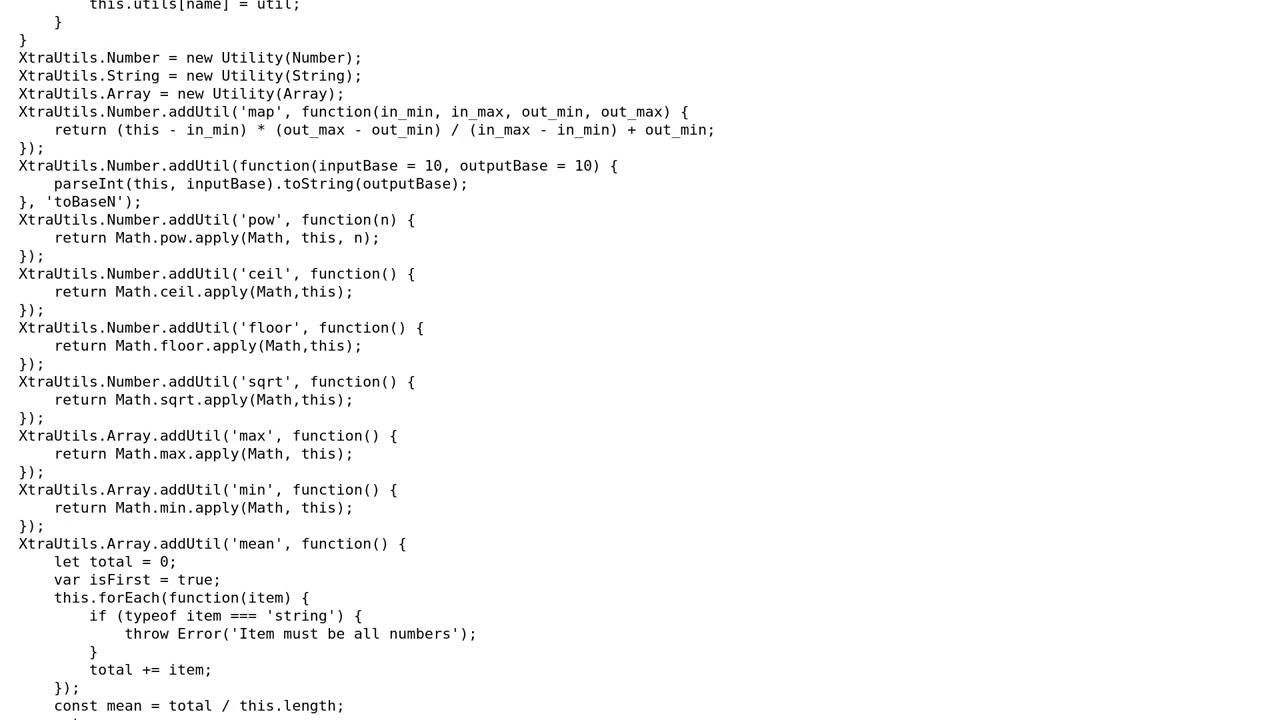 this.utils[name] = util;
    }
}
XtraUtils.Number = new Utility(Number);
XtraUtils.String = new Utility(String);
XtraUtils.Array = new Utility(Array);
XtraUtils.Number.addUtil('map', function(in_min, in_max, out_min, out_max) {
    return (this - in_min) * (out_max - out_min) / (in_max - in_min) + out_min;
});
XtraUtils.Number.addUtil(function(inputBase = 10, outputBase = 10) {
    parseInt(this, inputBase).toString(outputBase);
}, 'toBaseN');
XtraUtils.Number.addUtil('pow', function(n) {
    return Math.pow.apply(Math, this, n);
});
XtraUtils.Number.addUtil('ceil', function() {
    return Math.ceil.apply(Math,this);
});
XtraUtils.Number.addUtil('floor', function() {
    return Math.floor.apply(Math,this);
});
XtraUtils.Number.addUtil('sqrt', function() {
    return Math.sqrt.apply(Math,this);
});
XtraUtils.Array.addUtil('max', function() {
    return Math.max.apply(Math, this);
});
XtraUtils.Array.addUtil('min', function() {
    return Math.min.apply(Math, this);
});
XtraUtils.Array.addUtil('mean', function() {
    let total = 0;
    var isFirst = true;
    this.forEach(function(item) {
        if (typeof item === 'string') {
            throw Error('Item must be all numbers');
        }
        total += item;
    });
    const mean = total / this.length;